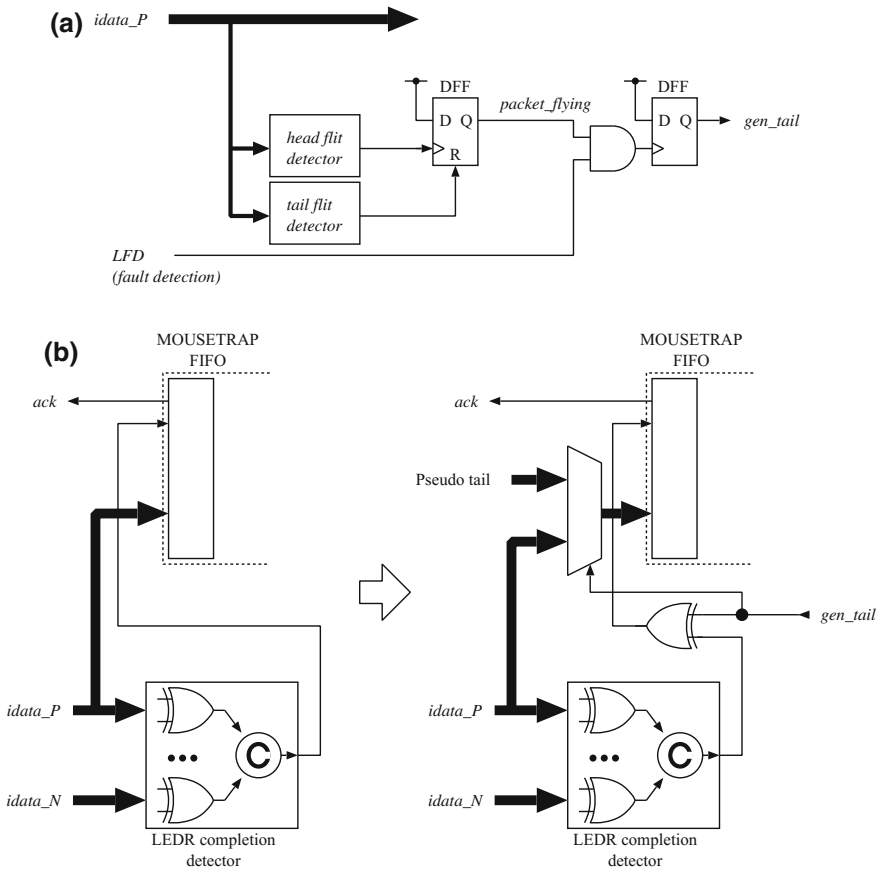 (a)
idata_P
DFF
D Q
R
packet_flying
DFF
D Q
gen_tail
head flit
detector
tail flit
detector
LFD
(fault detection)
(b)
MOUSETRAP
FIFO
ack
idata_P
idata_N
C
LEDR completion
detector
MOUSETRAP
FIFO
ack
Pseudo tail
gen_tail
idata_P
idata_N
C
LEDR completion
detector